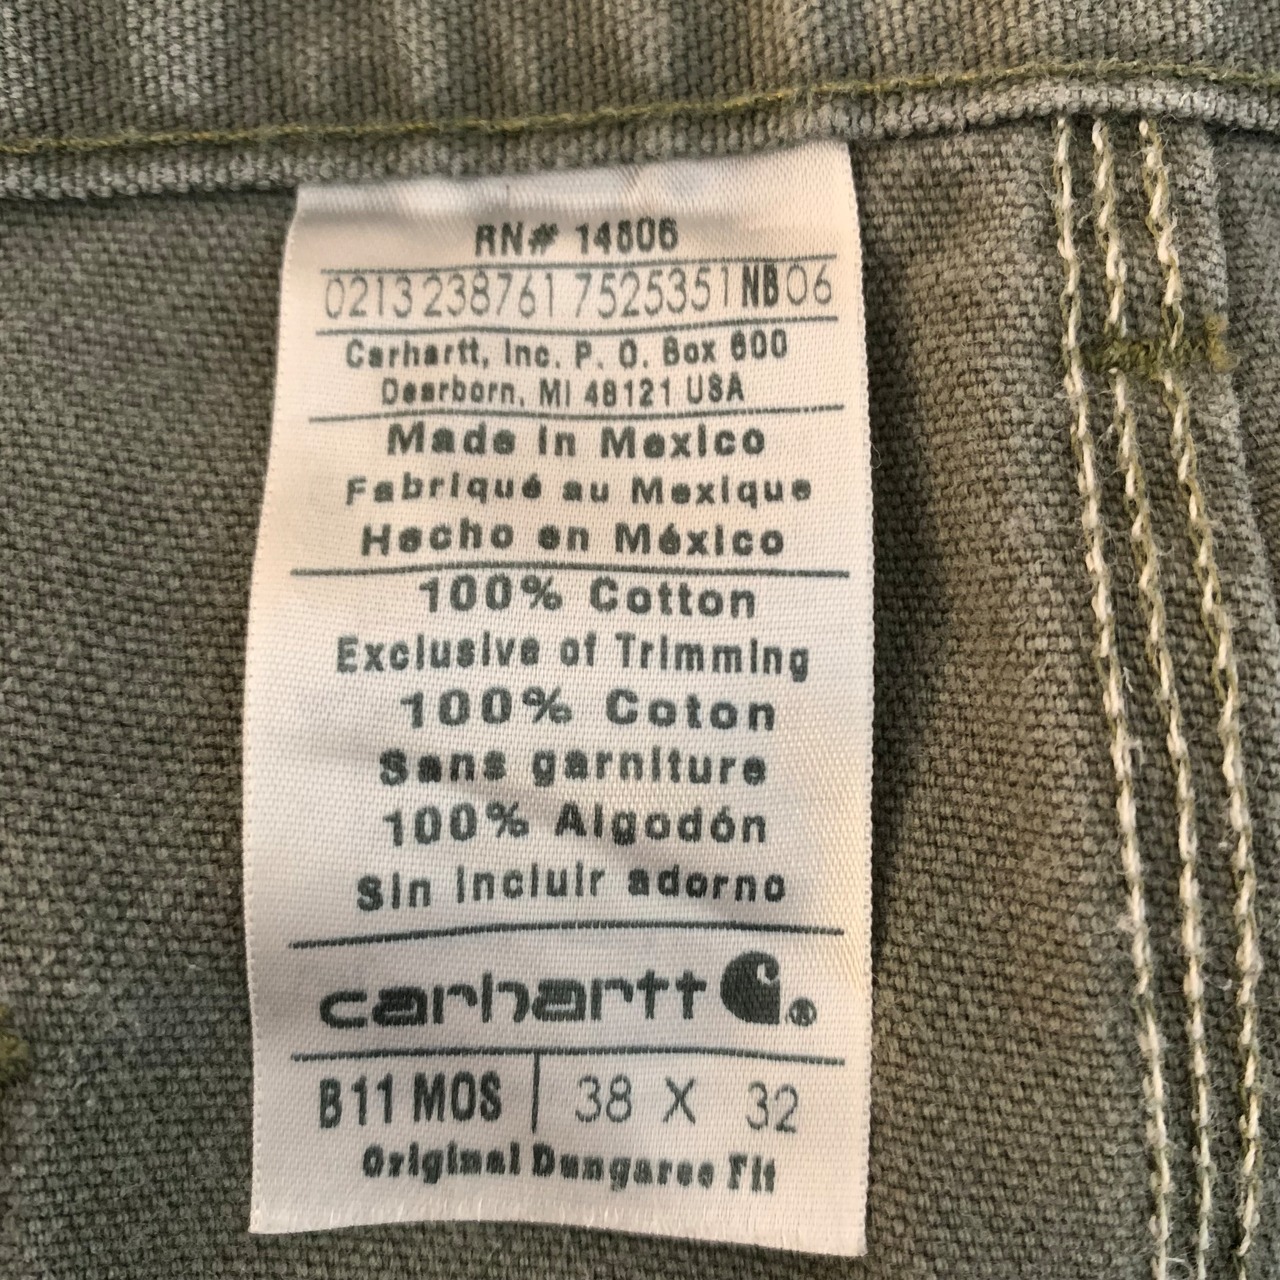 RN# 14806
0213 238761 7525351 NB 06
Carhartt, Inc. P. O. Box 600
Dearborn, MI 48121 USA
Made in Mexico
Fabriqué au Mexique
Hecho en México
100% Cotton
Exclusive of Trimming
100% Coton
Sans garniture
100% Algodón
Sin incluir adorno
carhartt ®
B11 MOS | 38 X 32
Original Dungaree Fit